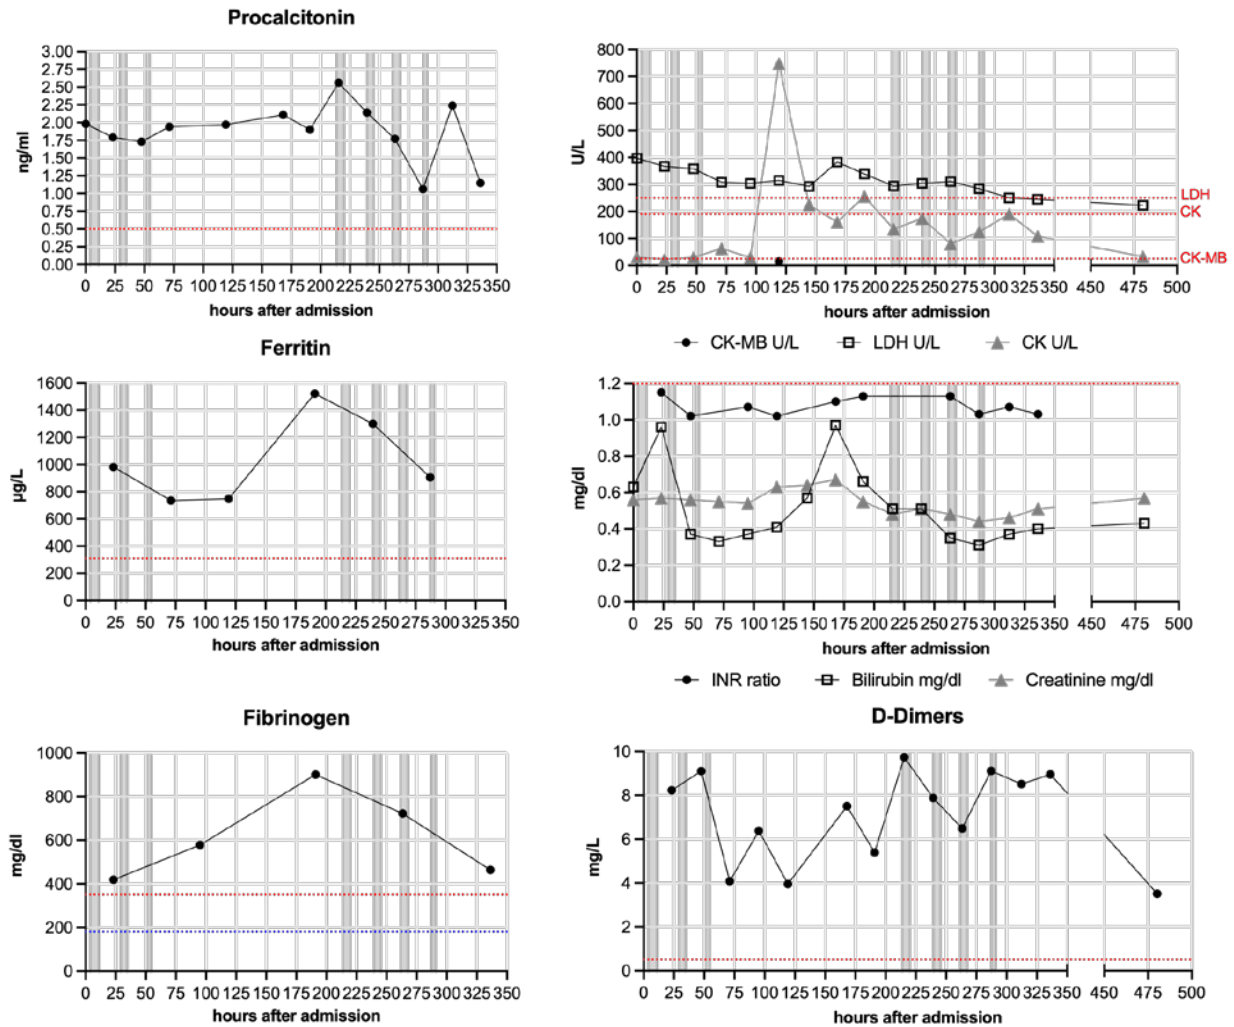 Procalcitonin
ng/ml
3.00
2.75
2.50
2.25
2.00
1.75
1.50
1.25
1.00
0.75
0.50
0.25
0.00
0 25 50 75 100 125 150 175 200 225 250 275 300 325 350
hours after admission
U/L
800
700
600
500
400
300
200
100
0
LDH
CK
CK-MB
0 25 50 75 100 125 150 175 200 225 250 275 300 325 350 450 475 500
hours after admission
CK-MB U/L LDH U/L CK U/L
Ferritin
µg/L
1600
1400
1200
1000
800
600
400
200
0
0 25 50 75 100 125 150 175 200 225 250 275 300 325 350
hours after admission
mg/dl
1.2
1.0
0.8
0.6
0.4
0.2
0.0
0 25 50 75 100 125 150 175 200 225 250 275 300 325 350 450 475 500
hours after admission
INR ratio Bilirubin mg/dl Creatinine mg/dl
Fibrinogen
mg/dl
1000
800
600
400
200
0
0 25 50 75 100 125 150 175 200 225 250 275 300 325 350
hours after admission
D-Dimers
mg/L
10
8
6
4
2
0
0 25 50 75 100 125 150 175 200 225 250 275 300 325 350 450 475 500
hours after admission